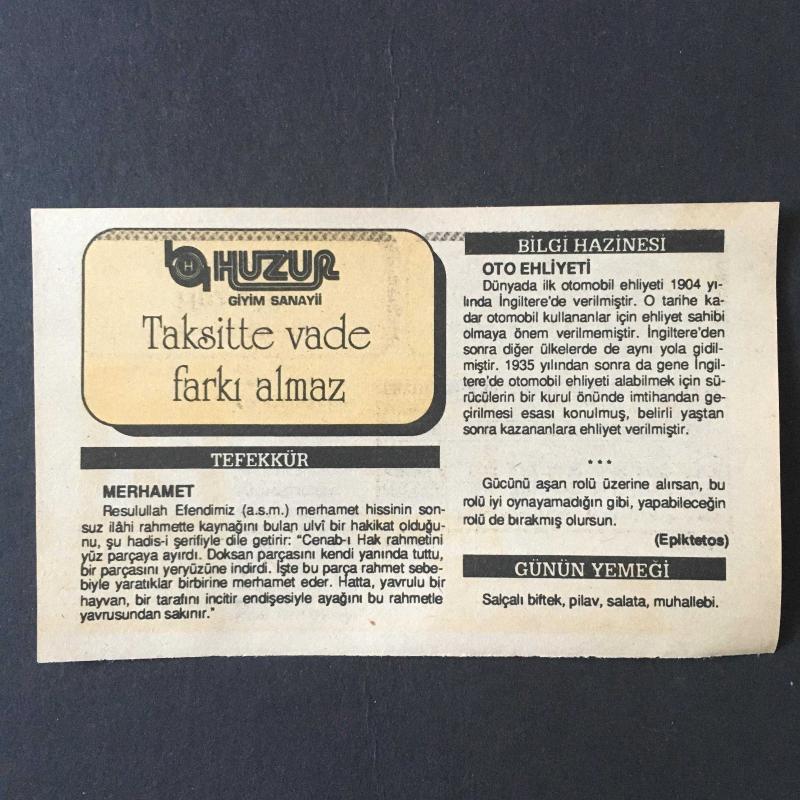 HUZUR
GİYİM SANAYİİ
Taksitte vade
farkı almaz
TEFEKKÜR
MERHAMET
Resulullah Efendimiz (a.s.m.) merhamet hissinin son-
suz ilâhi rahmette kaynağını bulan ulvî bir hakikat olduğu-
nu, şu hadis-i şerifiyle dile getirir: "Cenab-ı Hak rahmetini
yüz parçaya ayırdı. Doksan parçasını kendi yanında tuttu,
bir parçasını yeryüzüne indirdi. İşte bu parça rahmet sebe-
biyle yaratıklar birbirine merhamet eder. Hatta, yavrulu bir
hayvan, bir tarafını incitir endişesiyle ayağını bu rahmetle
yavrusundan sakınır."
BİLGİ HAZİNESİ
OTO EHLİYETİ
Dünyada ilk otomobil ehliyeti 1904 yı-
lında İngiltere'de verilmiştir. O tarihe ka-
dar otomobil kullananlar için ehliyet sahibi
olmaya önem verilmemiştir. İngiltere'den
sonra diğer ülkelerde de aynı yola gidil-
miştir. 1935 yılından sonra da gene İngil-
tere'de otomobil ehliyeti alabilmek için sü-
rücülerin bir kurul önünde imtihandan ge-
çirilmesi esası konulmuş, belirli yaştan
sonra kazananlara ehliyet verilmiştir.
***
Gücünü aşan rolü üzerine alırsan, bu
rolü iyi oynayamadığın gibi, yapabileceğin
rolü de bırakmış olursun.
(Epiktetos)
GÜNÜN YEMEĞİ
Salçalı biftek, pilav, salata, muhallebi.